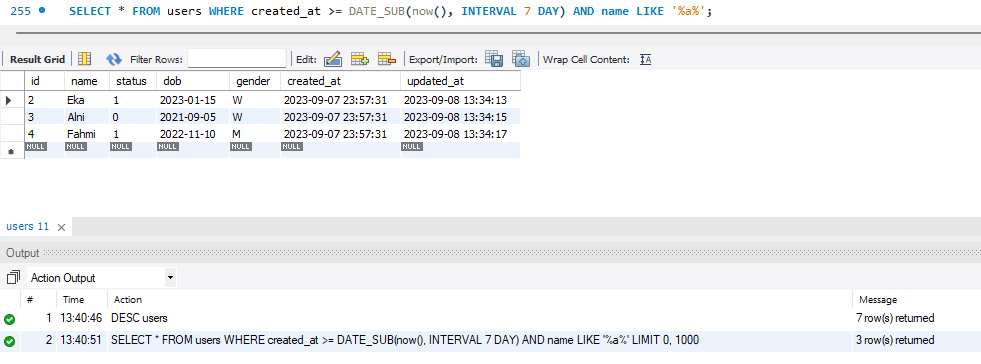 255 SELECT * FROM users WHERE created_at >= DATE_SUB(now(), INTERVAL 7 DAY) AND name LIKE '%a%';
Result Grid Filter Rows: Edit: Export/Import: Wrap Cell Content:
id name status dob gender created_at updated_at
2 Eka 1 2023-01-15 W 2023-09-07 23:57:31 2023-09-08 13:34:13
3 Alni 0 2021-09-05 W 2023-09-07 23:57:31 2023-09-08 13:34:15
4 Fahmi 1 2022-11-10 M 2023-09-07 23:57:31 2023-09-08 13:34:17
NULL NULL NULL NULL NULL NULL NULL
users 11
Output
Action Output
# Time Action Message
1 13:40:46 DESC users 7 row(s) returned
2 13:40:51 SELECT * FROM users WHERE created_at >= DATE_SUB(now(), INTERVAL 7 DAY) AND name LIKE '%a%' LIMIT 0, 1000 3 row(s) returned